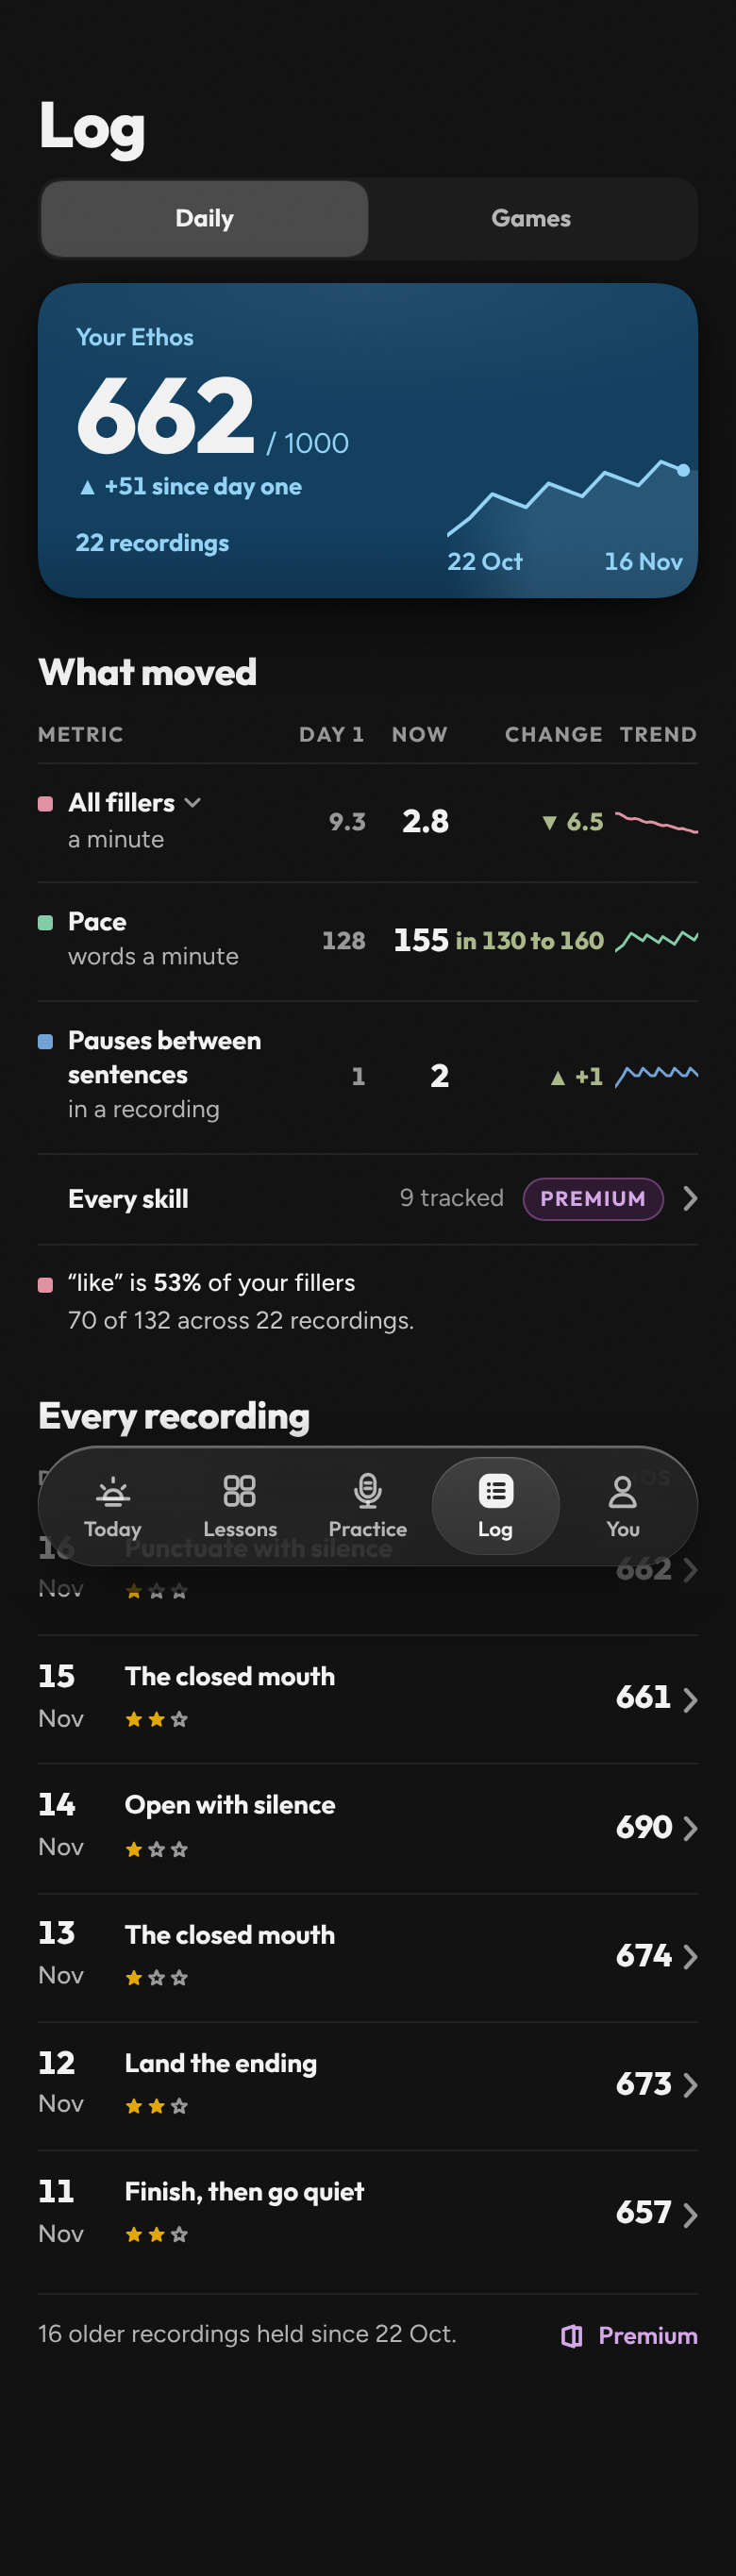 Log
Daily
Games
Your Ethos
662 / 1000
▲ +51 since day one
22 recordings
22 Oct
16 Nov
What moved
METRIC DAY 1 NOW CHANGE TREND
All fillers
a minute
9.3 2.8 ▼ 6.5
Pace
words a minute
128 155 in 130 to 160
Pauses between
sentences
in a recording
1 2 ▲ +1
Every skill 9 tracked PREMIUM
“like” is 53% of your fillers
70 of 132 across 22 recordings.
Every recording
Today
Lessons
Practice
Log
You
16
Nov
Punctuate with silence
662
15
Nov
The closed mouth
661
14
Nov
Open with silence
690
13
Nov
The closed mouth
674
12
Nov
Land the ending
673
11
Nov
Finish, then go quiet
657
16 older recordings held since 22 Oct.
Premium